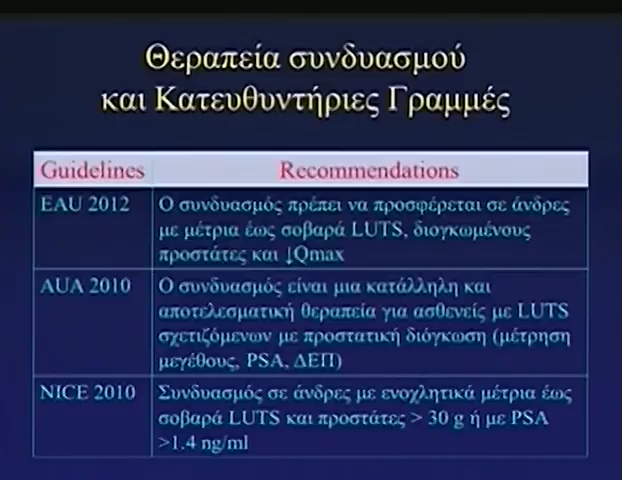 Θεραπεία συνδυασμού
και Κατευθυντήριες Γραμμές
Guidelines Recommendations
EAU 2012 Ο συνδυασμός πρέπει να προσφέρεται σε άνδρες
με μέτρια έως σοβαρά LUTS, διογκωμένους
προστάτες και ↓Qmax
AUA 2010 Ο συνδυασμός είναι μια κατάλληλη και
αποτελεσματική θεραπεία για ασθενείς με LUTS
σχετιζόμενων με προστατική διόγκωση (μέτρηση
μεγέθους, PSA, ΔΕΠ)
NICE 2010 Συνδυασμός σε άνδρες με ενοχλητικά μέτρια έως
σοβαρά LUTS και προστάτες > 30 g ή με PSA
>1.4 ng/ml